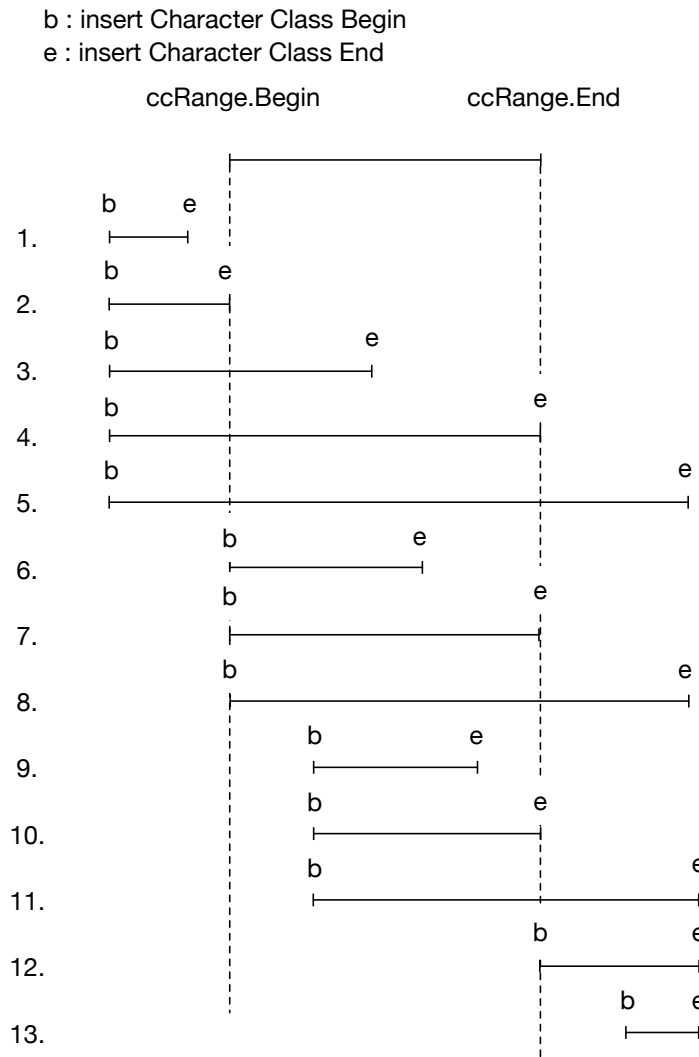 b : insert Character Class Begin
e : insert Character Class End
ccRange.Begin ccRange.End
b e
1.
b e
2.
b e
3.
b e
4.
b e
5.
b e
6.
b e
7.
b e
8.
b e
9.
b e
10.
b e
11.
b e
12.
b e
13.